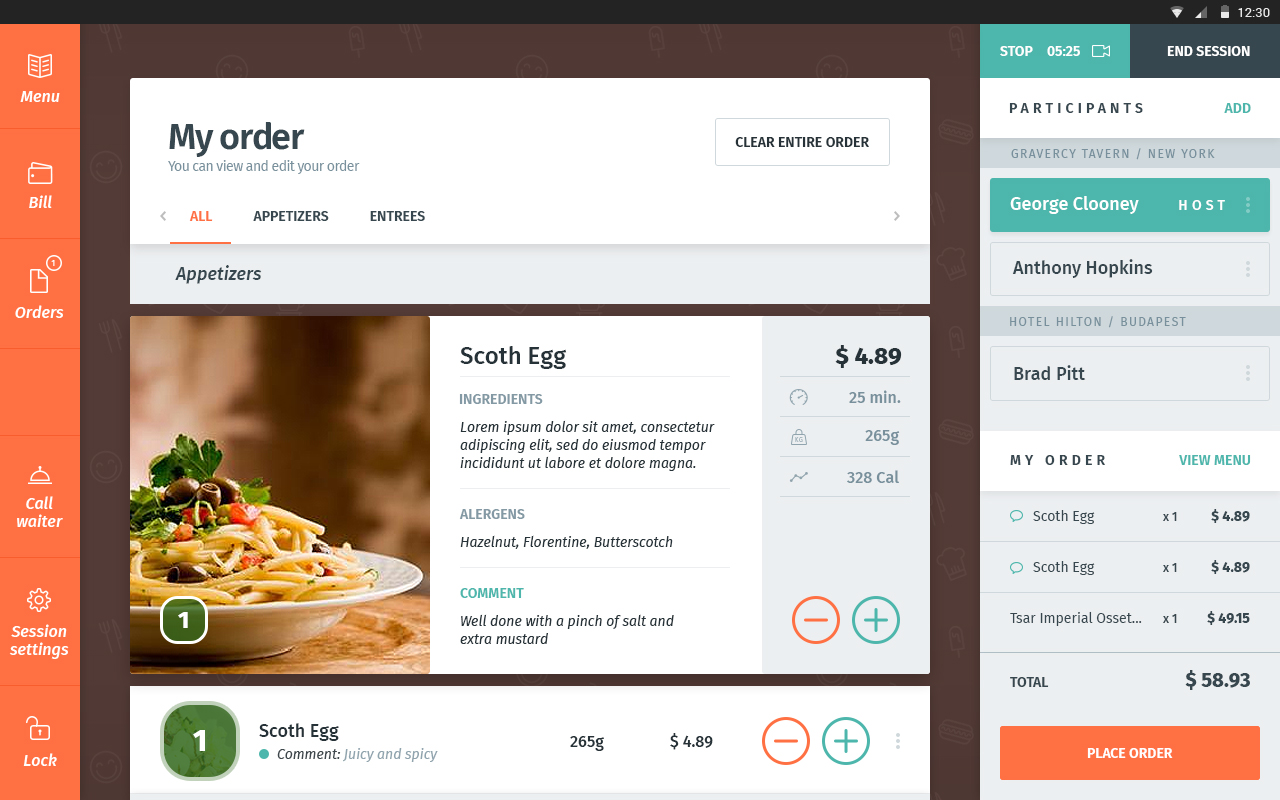 12:30
Menu
Bill
1
Orders
Call
waiter
Session
settings
Lock
My order
You can view and edit your order
CLEAR ENTIRE ORDER
ALL APPETIZERS ENTREES
Appetizers
1
Scoth Egg
INGREDIENTS
Lorem ipsum dolor sit amet, consectetur
adipiscing elit, sed do eiusmod tempor
incididunt ut labore et dolore magna.
ALERGENS
Hazelnut, Florentine, Butterscotch
COMMENT
Well done with a pinch of salt and
extra mustard
$ 4.89
25 min.
KG 265g
328 Cal
1
Scoth Egg
Comment: Juicy and spicy
265g
$ 4.89
STOP 05:25
END SESSION
PARTICIPANTS ADD
GRAVERCY TAVERN / NEW YORK
George Clooney HOST
Anthony Hopkins
HOTEL HILTON / BUDAPEST
Brad Pitt
MY ORDER VIEW MENU
Scoth Egg x 1 $ 4.89
Scoth Egg x 1 $ 4.89
Tsar Imperial Osset... x 1 $ 49.15
TOTAL $ 58.93
PLACE ORDER